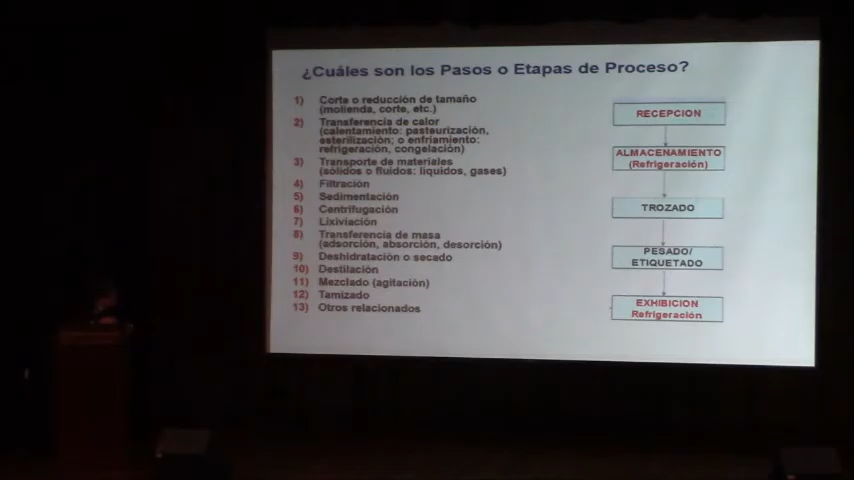 ¿Cuáles son los Pasos o Etapas de Proceso?
1) Corte o reducción de tamaño
(molienda, corte, etc.)
2) Transferencia de calor
(calentamiento: pasteurización,
esterilización; o enfriamiento:
refrigeración, congelación)
3) Transporte de materiales
(sólidos o fluidos: líquidos, gases)
4) Filtración
5) Sedimentación
6) Centrifugación
7) Lixiviación
8) Transferencia de masa
(adsorción, absorción, desorción)
9) Deshidratación o secado
10) Destilación
11) Mezclado (agitación)
12) Tamizado
13) Otros relacionados
RECEPCION
ALMACENAMIENTO
(Refrigeración)
TROZADO
PESADO/
ETIQUETADO
EXHIBICION
Refrigeración